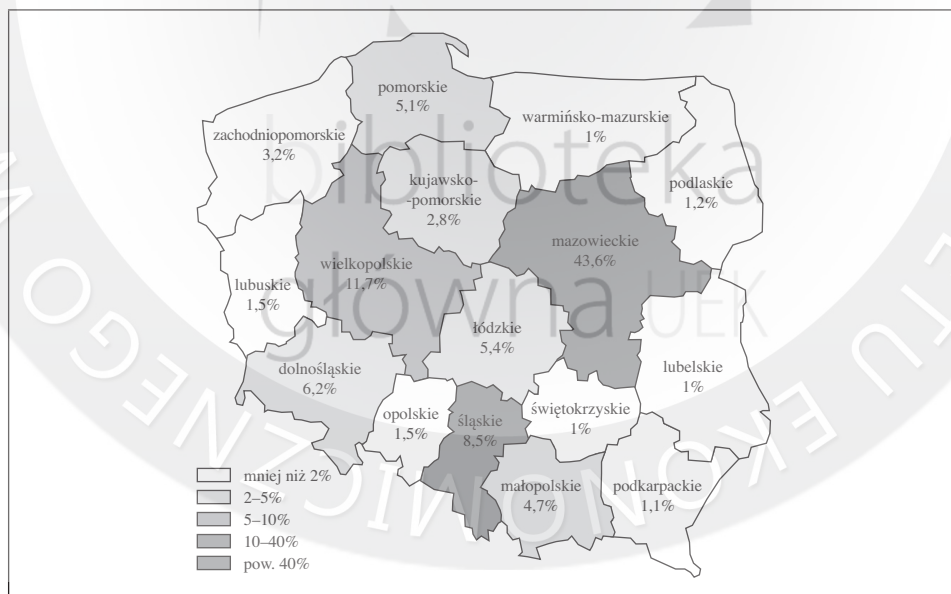 pomorskie
5,1%
warmińsko-mazurskie
1%
zachodniopomorskie
3,2%
kujawsko-
-pomorskie
2,8%
podlaskie
1,2%
mazowieckie
43,6%
wielkopolskie
11,7%
lubuskie
1,5%
łódzkie
5,4%
dolnośląskie
6,2%
lubelskie
1%
opolskie
1,5%
śląskie
8,5%
świętokrzyskie
1%
małopolskie
4,7%
podkarpackie
1,1%
mniej niż 2%
2–5%
5–10%
10–40%
pow. 40%
biblioteka
główna UEK
M O
TU EKONOMICZNEGO